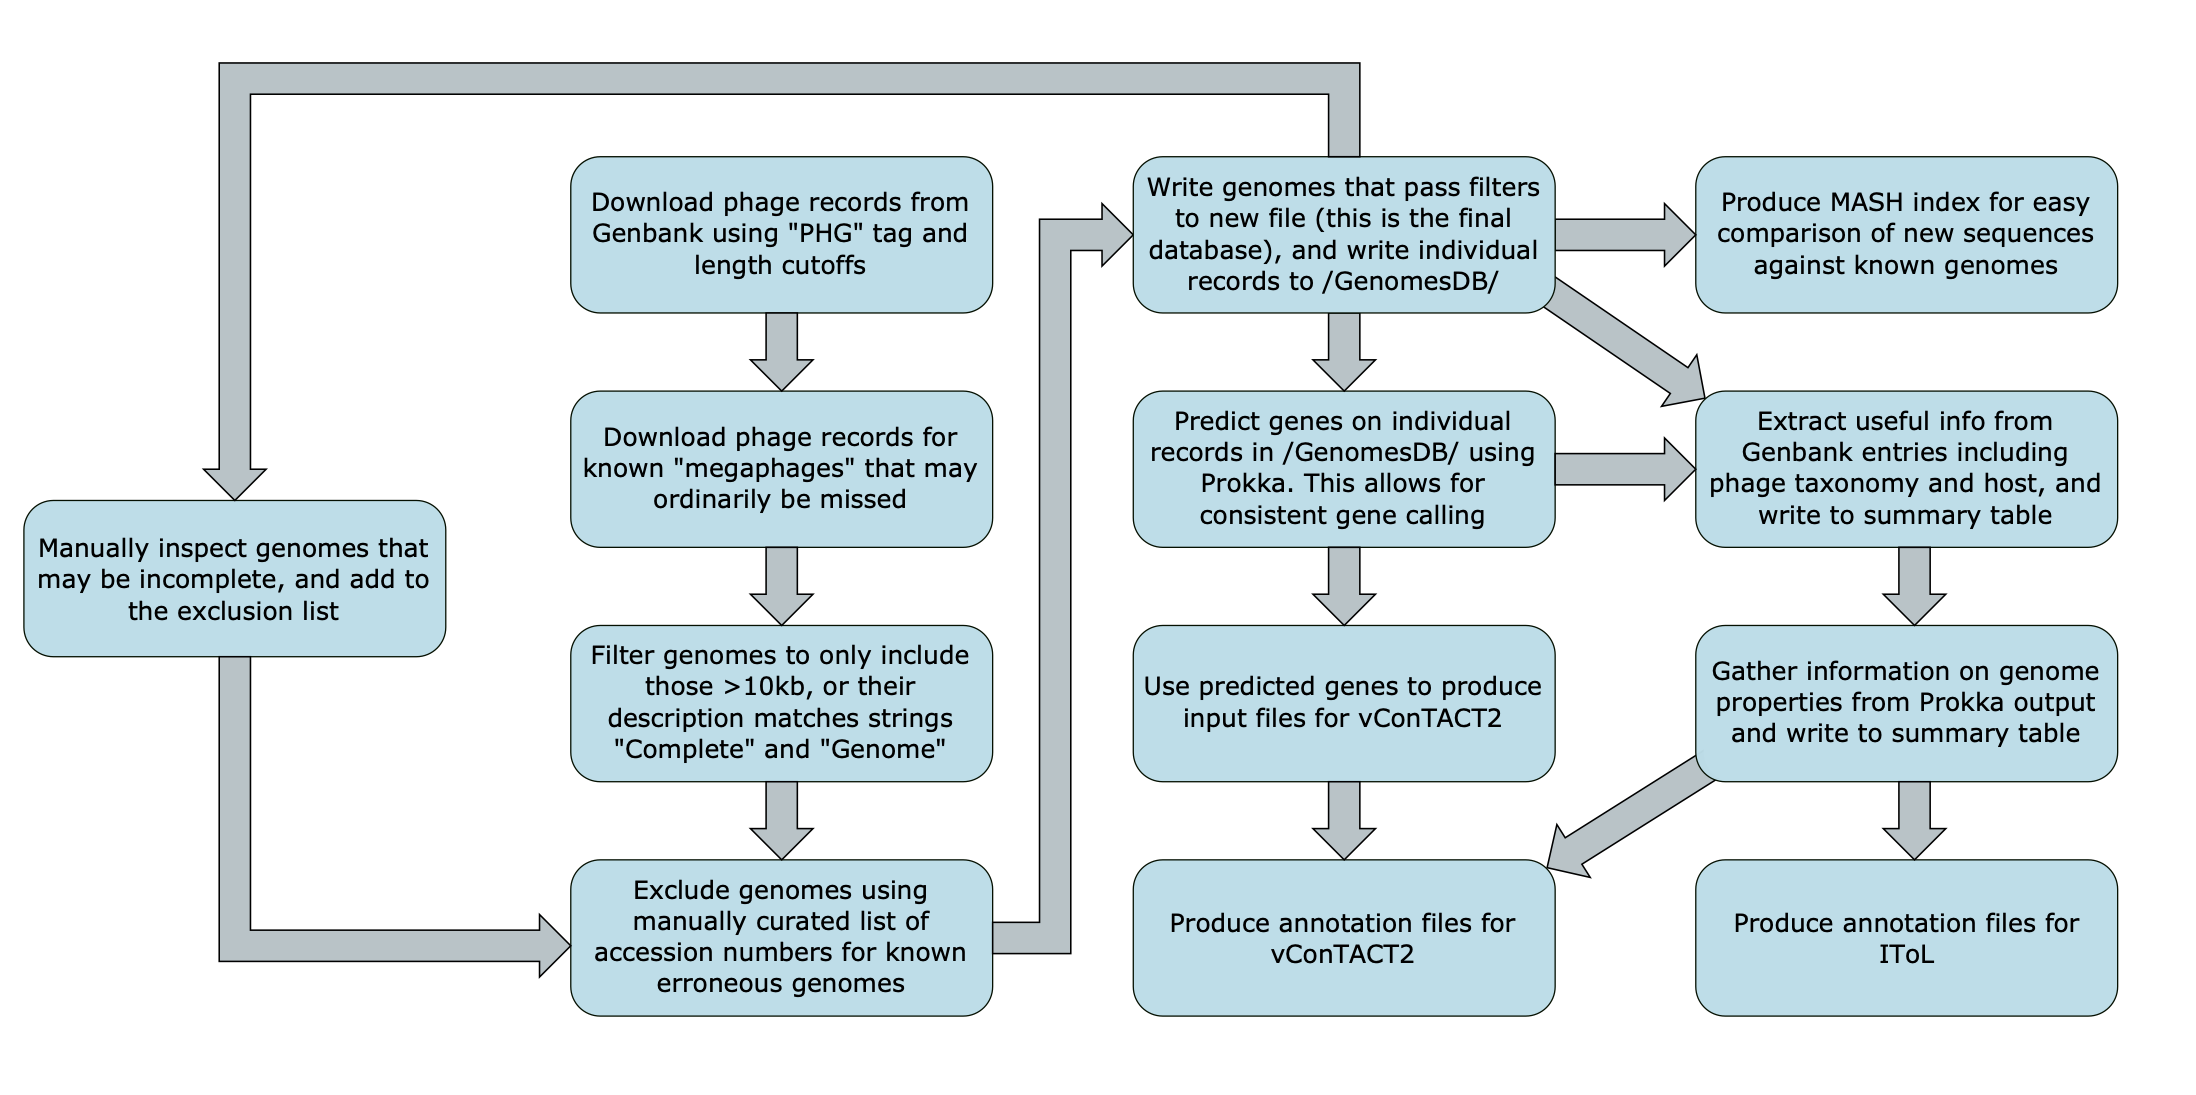 Download phage records from
Genbank using "PHG" tag and
length cutoffs
Download phage records for
known "megaphages" that may
ordinarily be missed
Filter genomes to only include
those >10kb, or their
description matches strings
"Complete" and "Genome"
Exclude genomes using
manually curated list of
accession numbers for known
erroneous genomes
Manually inspect genomes that
may be incomplete, and add to
the exclusion list
Write genomes that pass filters
to new file (this is the final
database), and write individual
records to /GenomesDB/
Produce MASH index for easy
comparison of new sequences
against known genomes
Predict genes on individual
records in /GenomesDB/ using
Prokka. This allows for
consistent gene calling
Extract useful info from
Genbank entries including
phage taxonomy and host, and
write to summary table
Use predicted genes to produce
input files for vConTACT2
Gather information on genome
properties from Prokka output
and write to summary table
Produce annotation files for
vConTACT2
Produce annotation files for
IToL